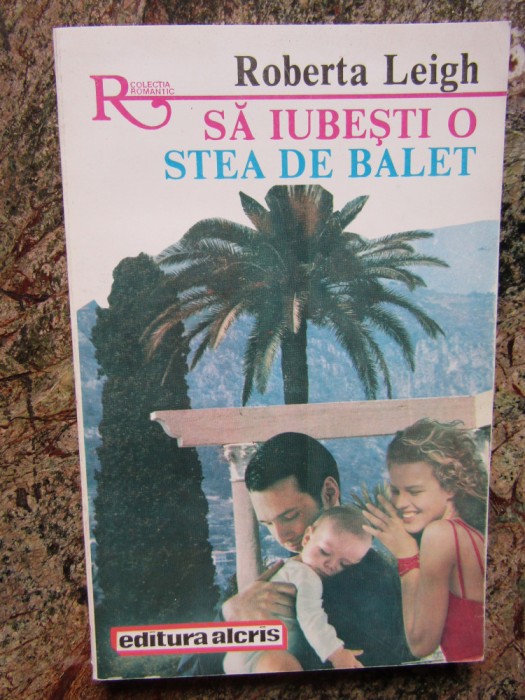 COLECȚIA
ROMANTIC
R
Roberta Leigh
SĂ IUBEȘTI O
STEA DE BALET
editura alcris